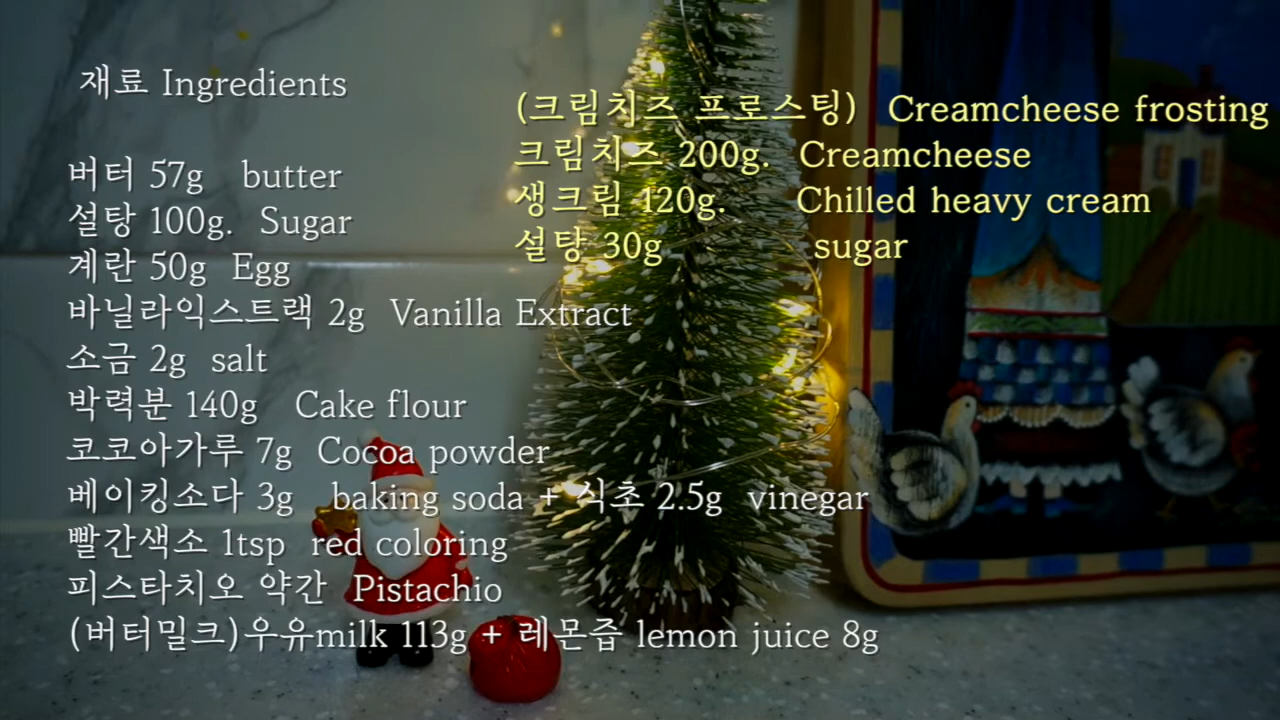 재료 Ingredients
버터 57g butter
설탕 100g. Sugar
계란 50g Egg
바닐라익스트랙 2g Vanilla Extract
소금 2g salt
박력분 140g Cake flour
코코아가루 7g Cocoa powder
베이킹소다 3g baking soda + 식초 2.5g vinegar
빨간색소 1tsp red coloring
피스타치오 약간 Pistachio
(버터밀크)우유milk 113g + 레몬즙 lemon juice 8g
(크림치즈 프로스팅) Creamcheese frosting
크림치즈 200g. Creamcheese
생크림 120g. Chilled heavy cream
설탕 30g sugar